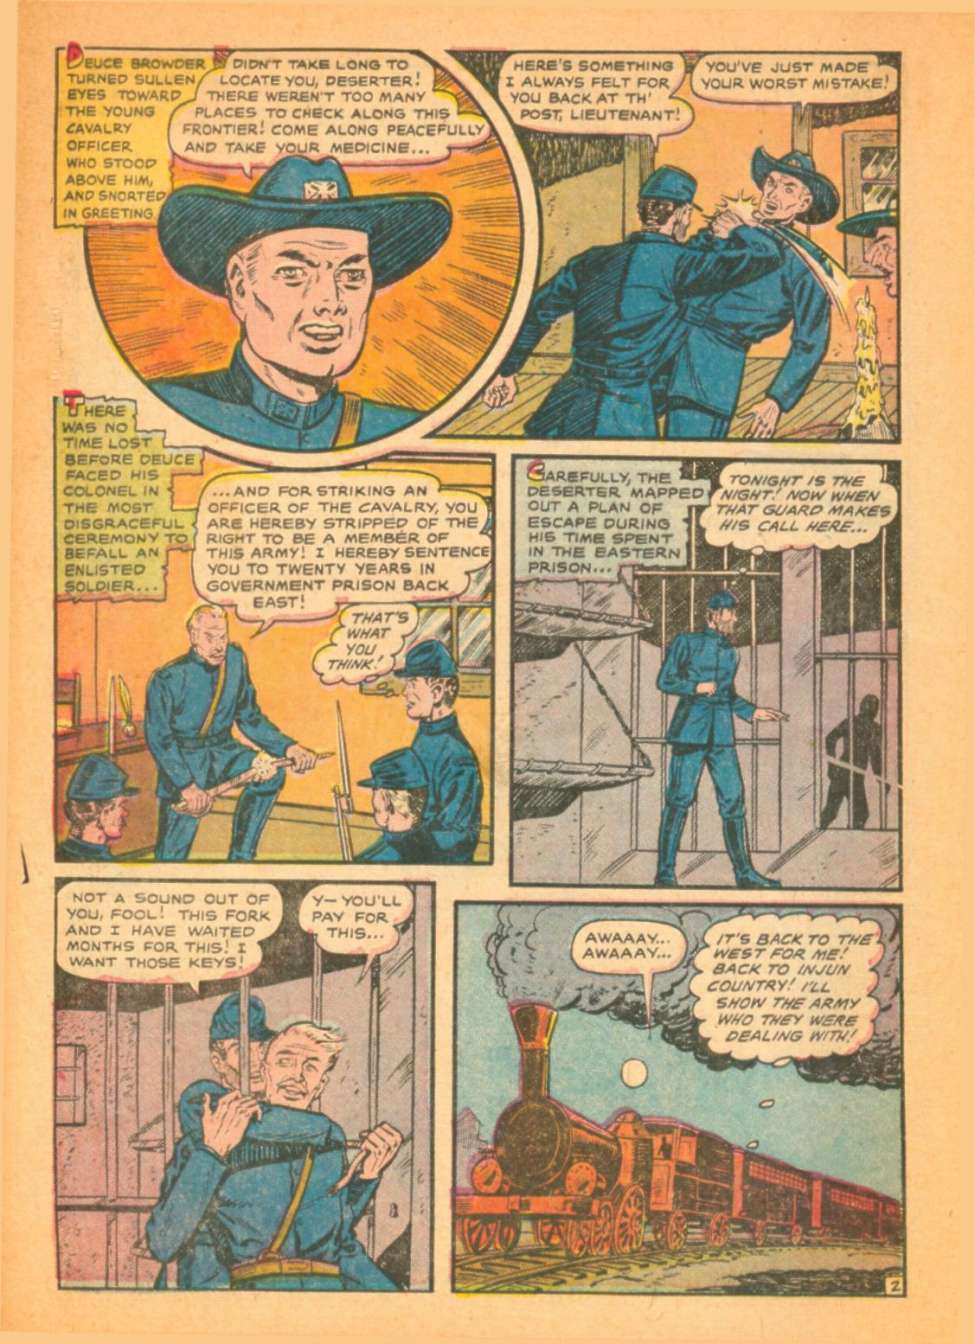 DEUCE BROWDER
TURNED SULLEN
EYES TOWARD
THE YOUNG
CAVALRY
OFFICER
WHO STOOD
ABOVE HIM,
AND SNORTED
IN GREETING.
DIDN'T TAKE LONG TO
LOCATE YOU, DESERTER!
THERE WEREN'T TOO MANY
PLACES TO CHECK ALONG THIS
FRONTIER! COME ALONG PEACEFULLY
AND TAKE YOUR MEDICINE...
HERE'S SOMETHING
I ALWAYS FELT FOR
YOU BACK AT TH'
POST, LIEUTENANT!
YOU'VE JUST MADE
YOUR WORST MISTAKE!
THERE
WAS NO
TIME LOST
BEFORE DEUCE
FACED HIS
COLONEL IN
THE MOST
DISGRACEFUL
CEREMONY TO
BEFALL AN
ENLISTED
SOLDIER...
...AND FOR STRIKING AN
OFFICER OF THE CAVALRY, YOU
ARE HEREBY STRIPPED OF THE
RIGHT TO BE A MEMBER OF
THIS ARMY! I HEREBY SENTENCE
YOU TO TWENTY YEARS IN
GOVERNMENT PRISON BACK
EAST!
THAT'S
WHAT
YOU
THINK!
CAREFULLY, THE
DESERTER MAPPED
OUT A PLAN OF
ESCAPE DURING
HIS TIME SPENT
IN THE EASTERN
PRISON...
TONIGHT IS THE
NIGHT! NOW WHEN
THAT GUARD MAKES
HIS CALL HERE...
NOT A SOUND OUT OF
YOU, FOOL! THIS FORK
AND I HAVE WAITED
MONTHS FOR THIS! I
WANT THOSE KEYS!
Y-YOU'LL
PAY FOR
THIS...
AWAAAY...
AWAAAY...
IT'S BACK TO THE
WEST FOR ME!
BACK TO INJUN
COUNTRY! I'LL
SHOW THE ARMY
WHO THEY WERE
DEALING WITH!
2